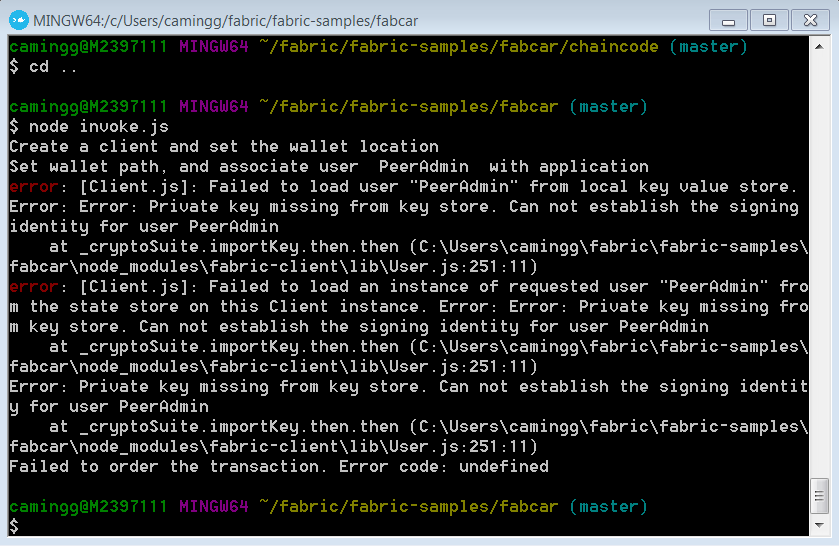 MINGW64:/c/Users/camingg/fabric/fabric-samples/fabcar
camingg@M2397111 MINGW64 ~/fabric/fabric-samples/fabcar/chaincode (master)
$ cd ..
camingg@M2397111 MINGW64 ~/fabric/fabric-samples/fabcar (master)
$ node invoke.js
Create a client and set the wallet location
Set wallet path, and associate user  PeerAdmin  with application
error: [Client.js]: Failed to load user "PeerAdmin" from local key value store.
Error: Error: Private key missing from key store. Can not establish the signing
identity for user PeerAdmin
    at _cryptoSuite.importKey.then.then (C:\Users\camingg\fabric\fabric-samples\
fabcar\node_modules\fabric-client\lib\User.js:251:11)
error: [Client.js]: Failed to load an instance of requested user "PeerAdmin" fro
m the state store on this Client instance. Error: Error: Private key missing fro
m key store. Can not establish the signing identity for user PeerAdmin
    at _cryptoSuite.importKey.then.then (C:\Users\camingg\fabric\fabric-samples\
fabcar\node_modules\fabric-client\lib\User.js:251:11)
Error: Private key missing from key store. Can not establish the signing identit
y for user PeerAdmin
    at _cryptoSuite.importKey.then.then (C:\Users\camingg\fabric\fabric-samples\
fabcar\node_modules\fabric-client\lib\User.js:251:11)
Failed to order the transaction. Error code: undefined
camingg@M2397111 MINGW64 ~/fabric/fabric-samples/fabcar (master)
$